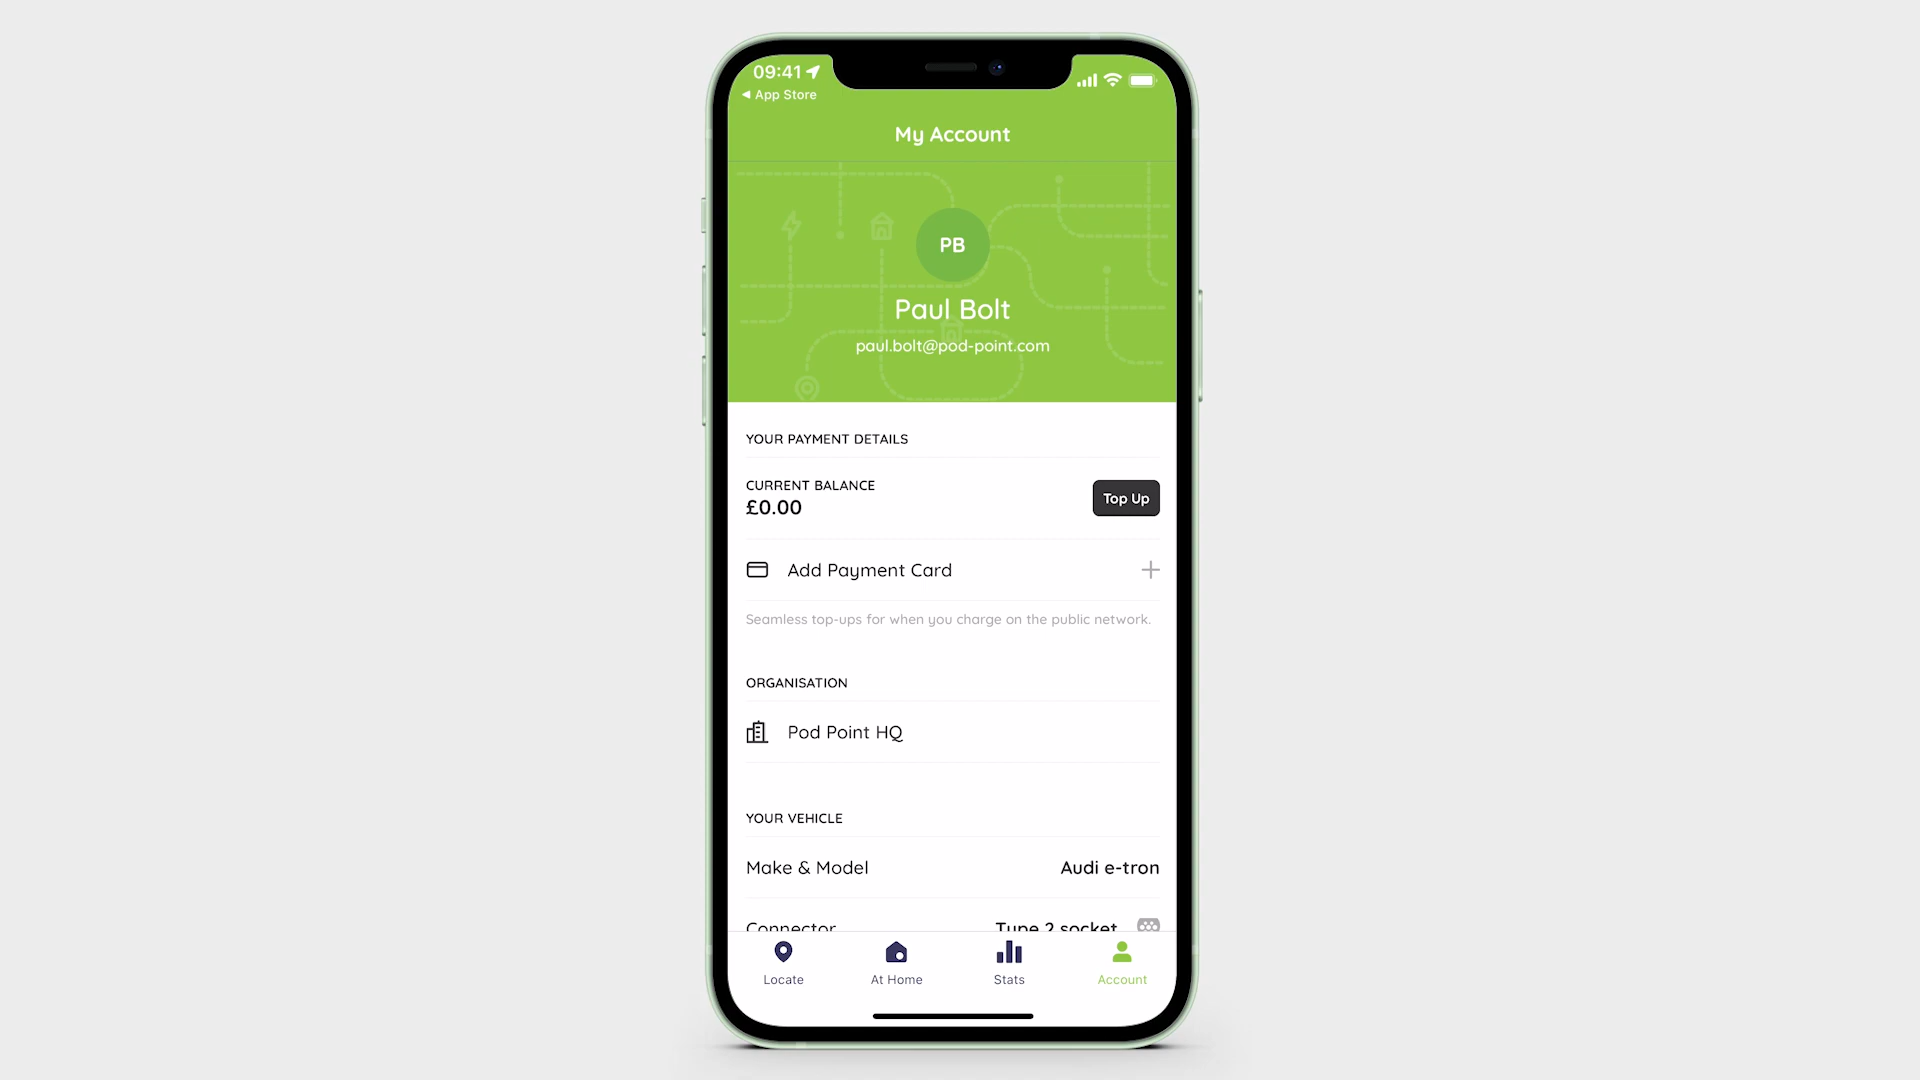 09:41
App Store
My Account
PB
Paul Bolt
paul.bolt@pod-point.com
YOUR PAYMENT DETAILS
CURRENT BALANCE
£0.00
Top Up
Add Payment Card
Seamless top-ups for when you charge on the public network.
ORGANISATION
Pod Point HQ
YOUR VEHICLE
Make & Model Audi e-tron
Connector Type 2 socket
Locate At Home Stats Account